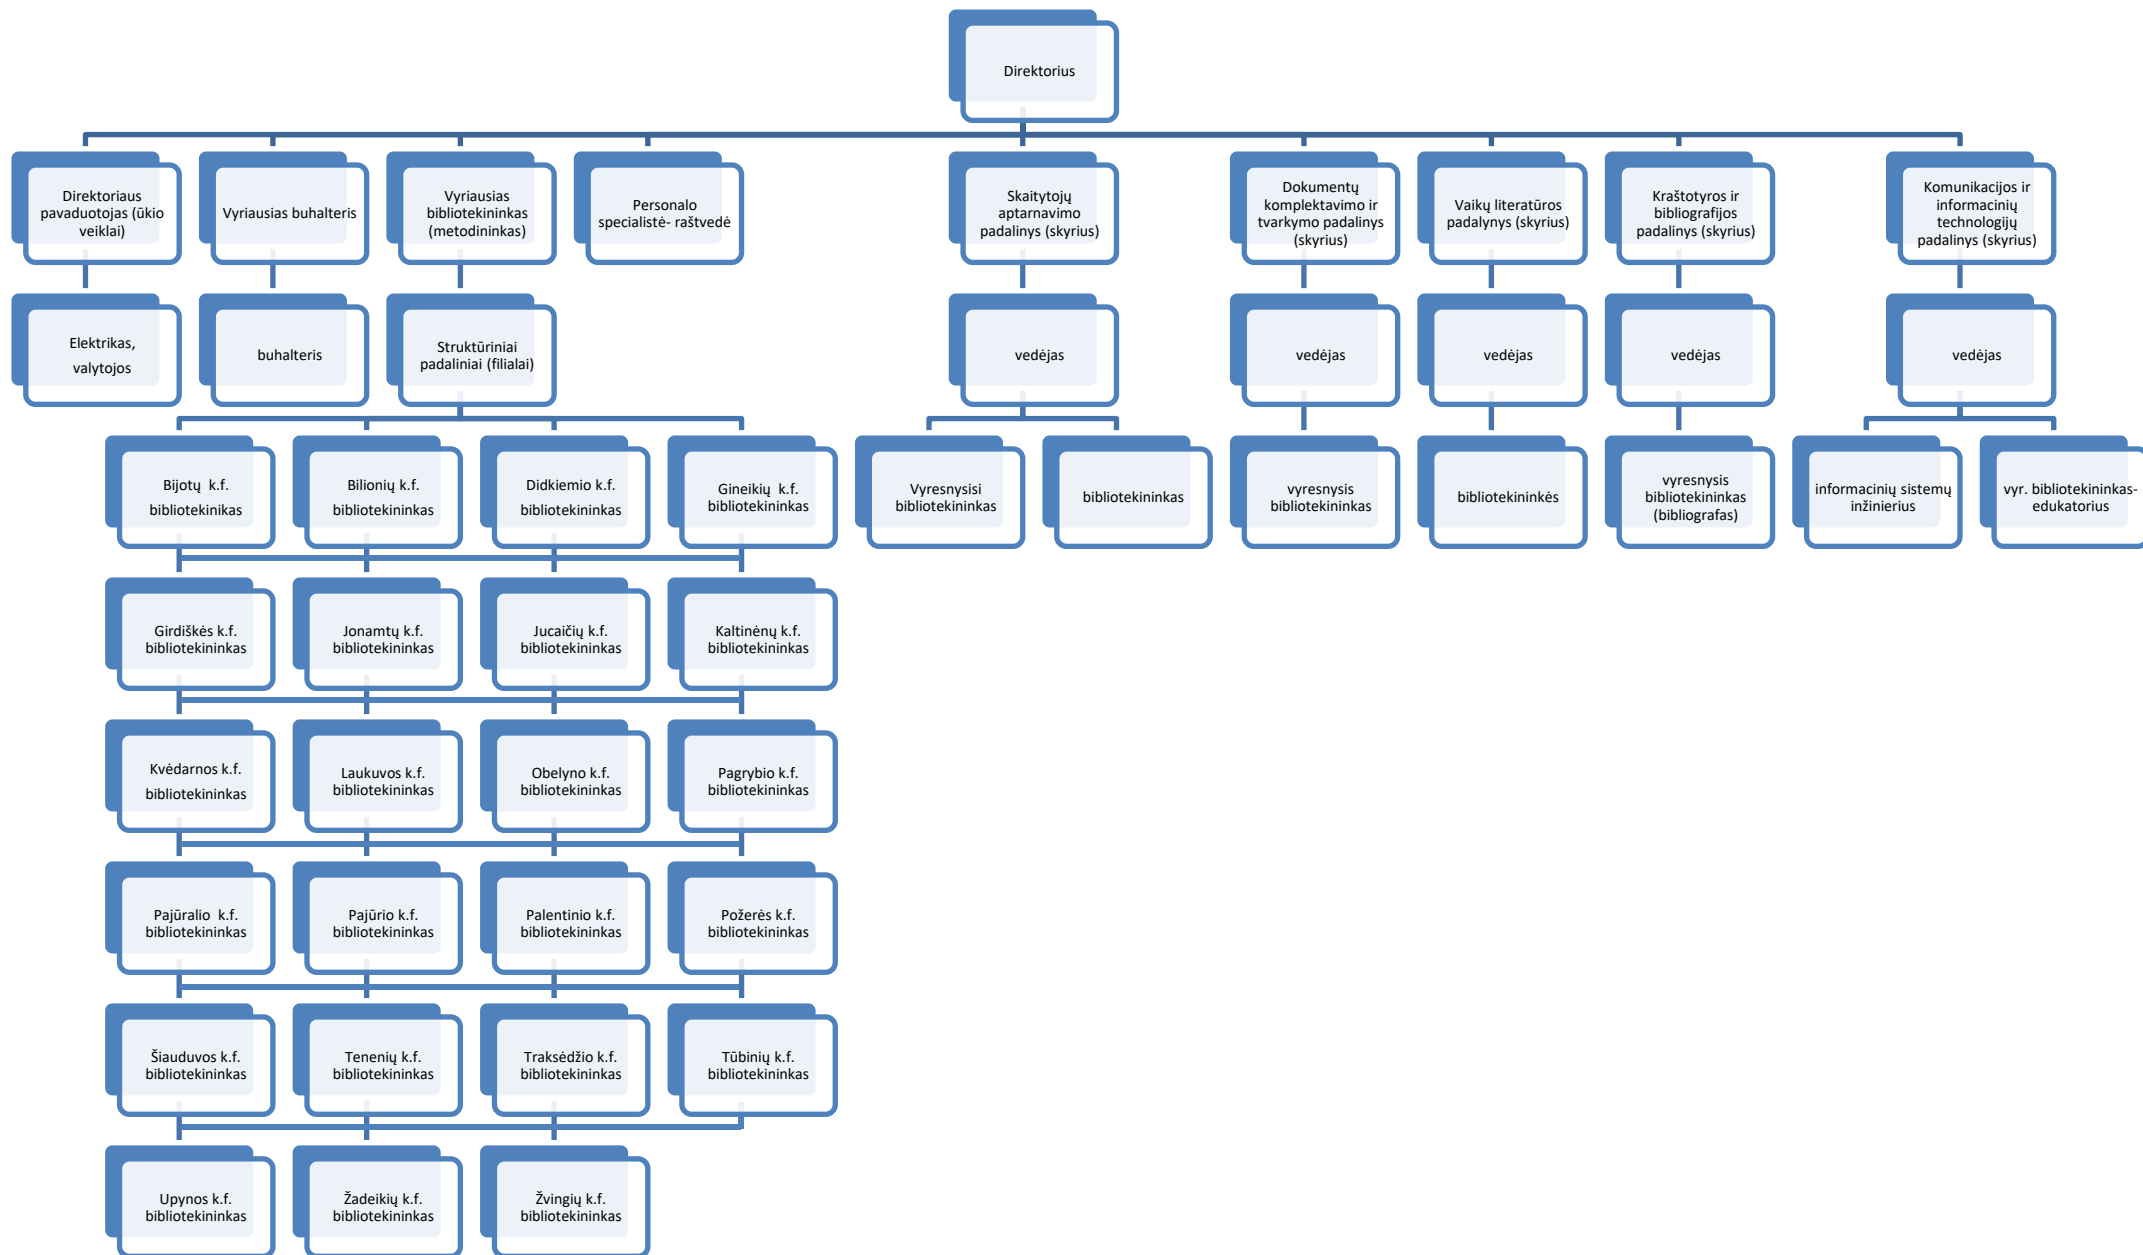 Direktorius
Direktoriaus
pavaduotojas (ūkio
veiklai)
Vyriausias buhalteris
Vyriausias
bibliotekininkas
(metodininkas)
Personalo
specialistė- raštvedė
Skaitytojų
aptarnavimo
padalinys (skyrius)
Dokumentų
komplektavimo ir
tvarkymo padalinys
(skyrius)
Vaikų literatūros
padalynys (skyrius)
Kraštotyros ir
bibliografijos
padalinys (skyrius)
Komunikacijos ir
informacinių
technologijų
padalinys (skyrius)
Elektrikas,
valytojos
buhalteris
Struktūriniai
padaliniai (filialai)
vedėjas
vedėjas
vedėjas
vedėjas
vedėjas
Bijotų  k.f.
bibliotekinikas
Bilionių k.f.
bibliotekininkas
Didkiemio k.f.
bibliotekininkas
Gineikių  k.f.
bibliotekininkas
Vyresnysisi
bibliotekininkas
bibliotekininkas
vyresnysis
bibliotekininkas
bibliotekininkės
vyresnysis
bibliotekininkas
(bibliografas)
informacinių sistemų
inžinierius
vyr. bibliotekininkas-
edukatorius
Girdiškės k.f.
bibliotekininkas
Jonamtų k.f.
bibliotekininkas
Jucaičių k.f.
bibliotekininkas
Kaltinėnų k.f.
bibliotekininkas
Kvėdarnos k.f.
bibliotekininkas
Laukuvos k.f.
bibliotekininkas
Obelyno k.f.
bibliotekininkas
Pagrybio k.f.
bibliotekininkas
Pajūralio  k.f.
bibliotekininkas
Pajūrio k.f.
bibliotekininkas
Palentinio k.f.
bibliotekininkas
Požerės k.f.
bibliotekininkas
Šiauduvos k.f.
bibliotekininkas
Tenenių k.f.
bibliotekininkas
Traksėdžio k.f.
bibliotekininkas
Tūbinių k.f.
bibliotekininkas
Upynos k.f.
bibliotekininkas
Žadeikių k.f.
bibliotekininkas
Žvingių k.f.
bibliotekininkas